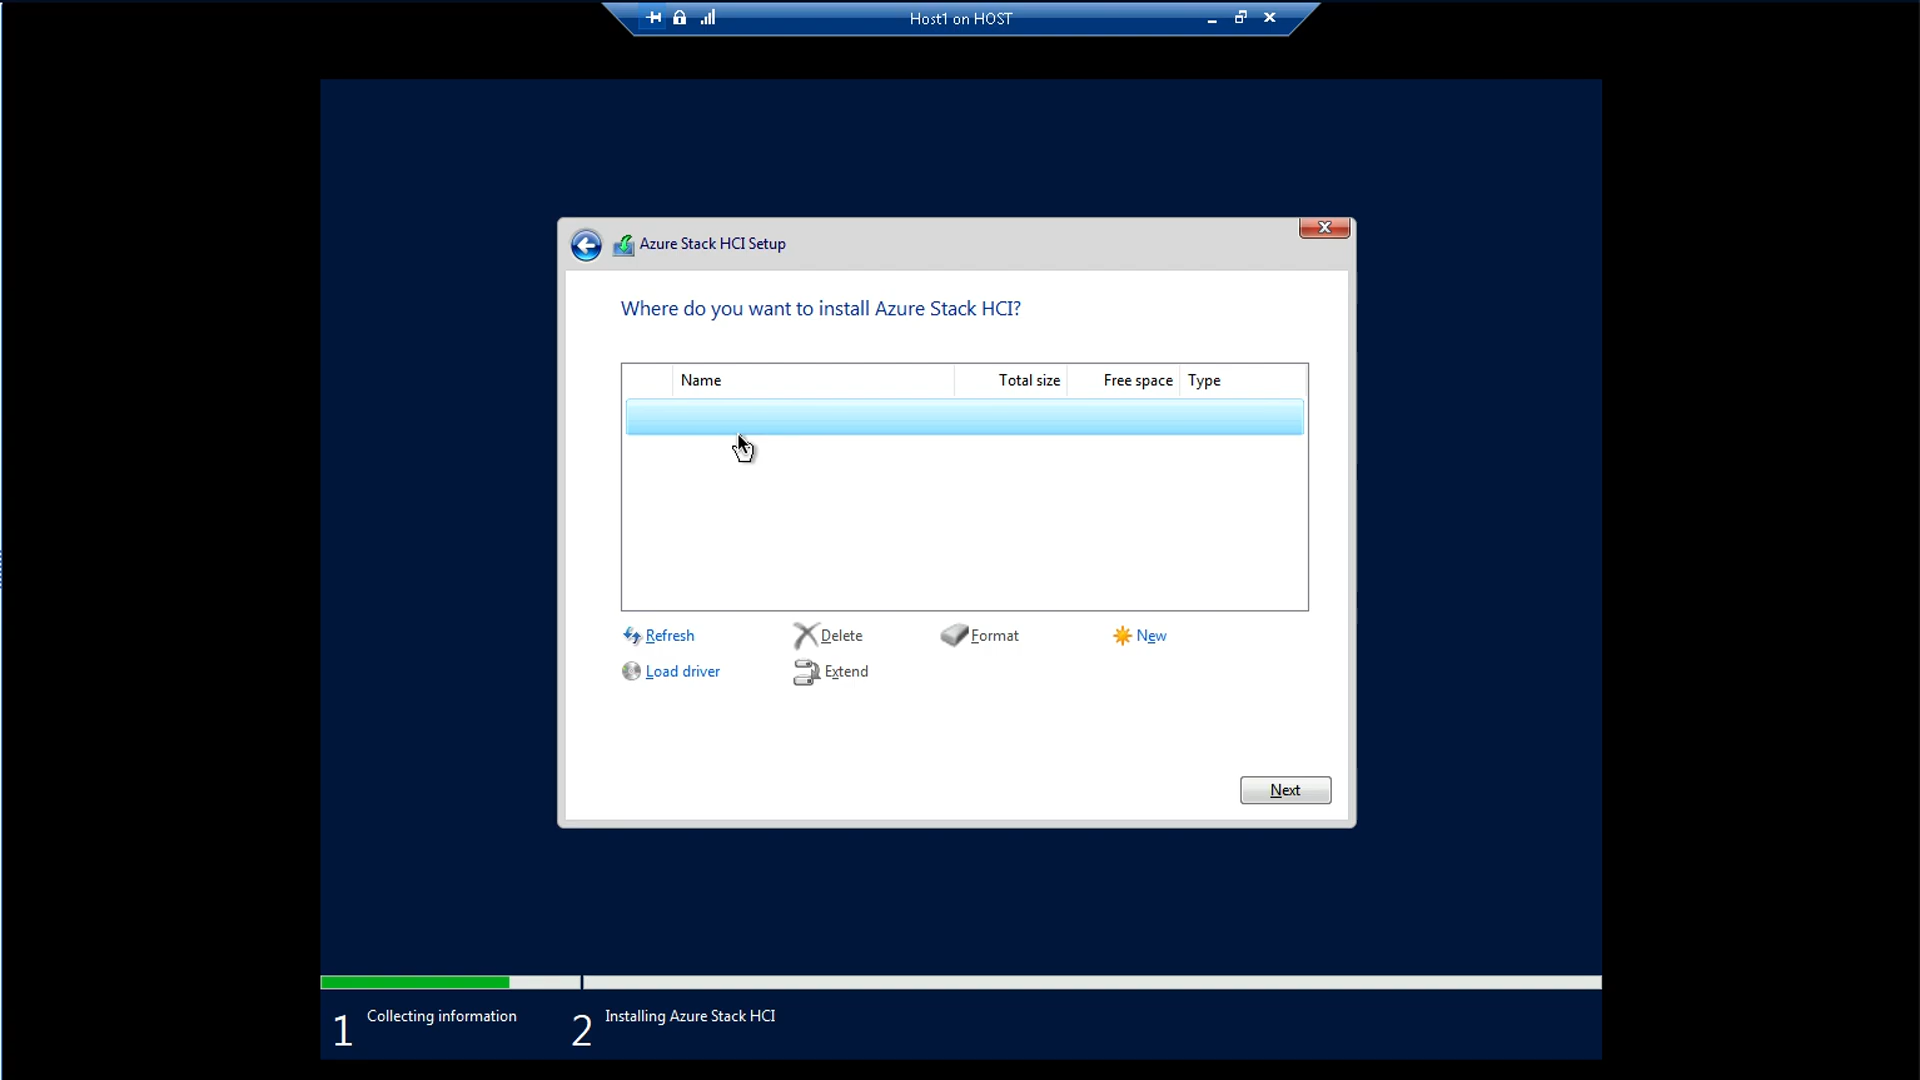 Host1 on HOST
Azure Stack HCI Setup
Where do you want to install Azure Stack HCI?
Name Total size Free space Type
Refresh Delete Format New
Load driver Extend
Next
1 Collecting information 2 Installing Azure Stack HCI